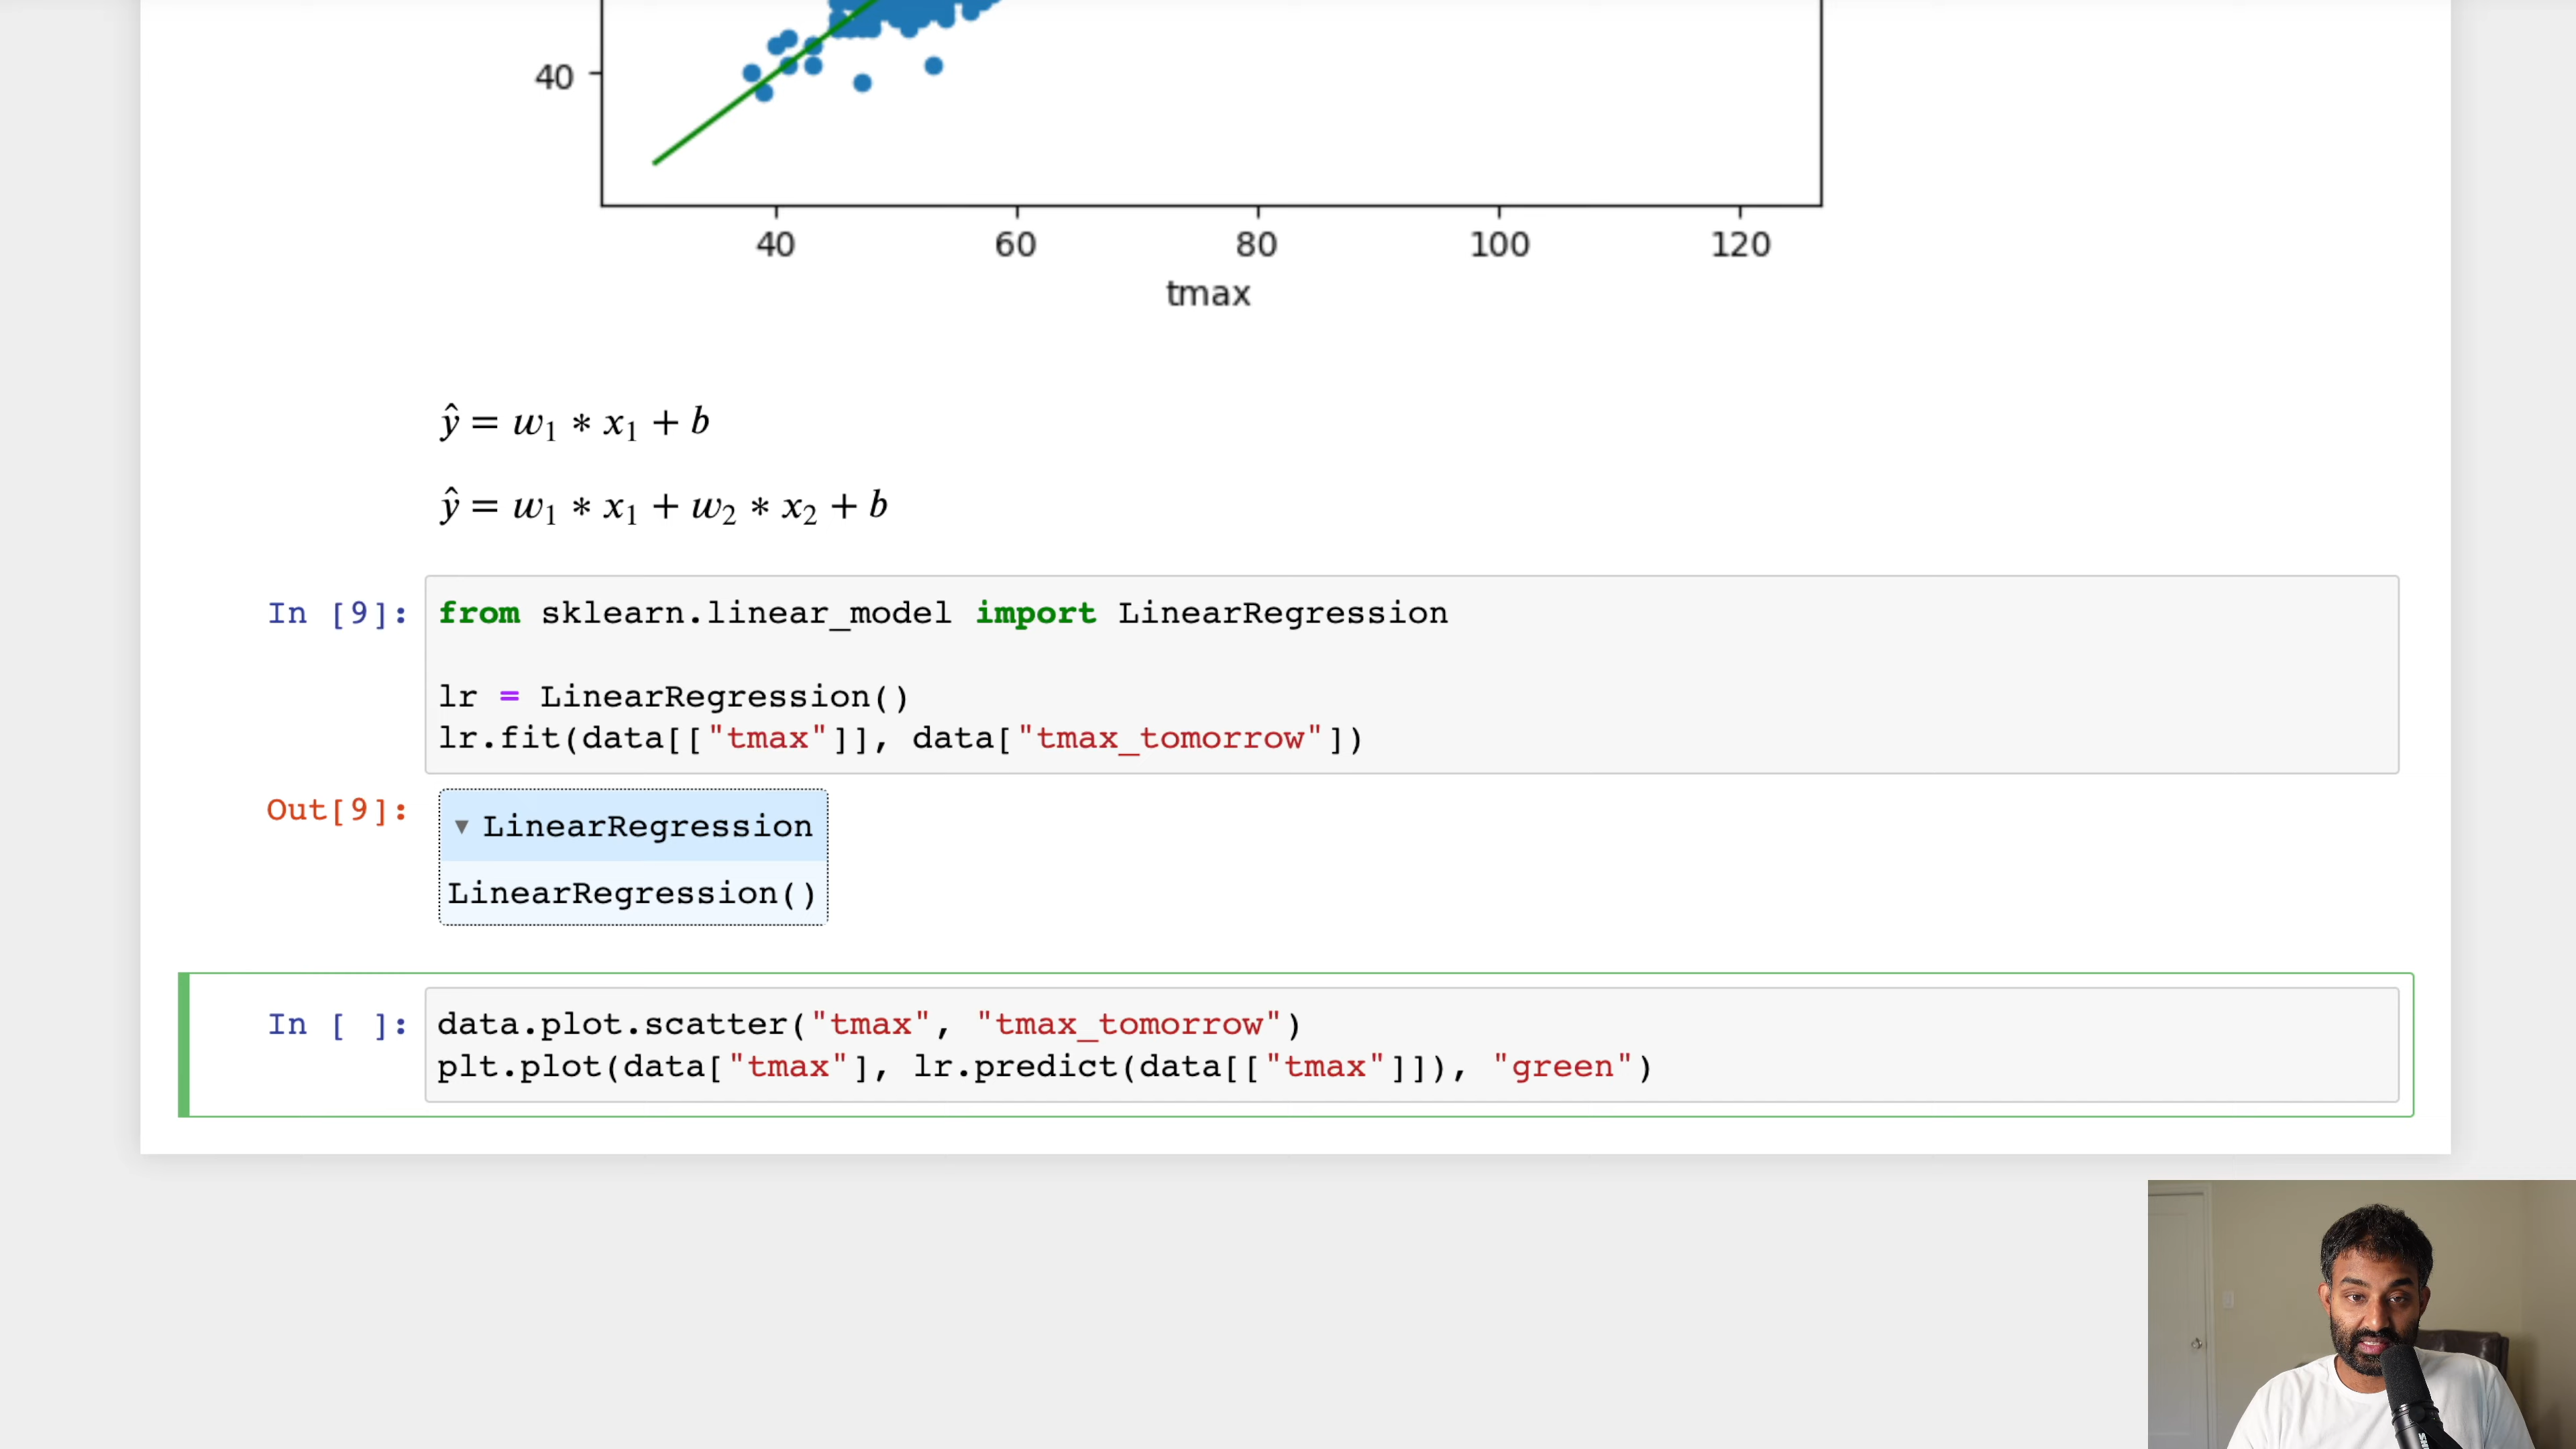 40
40 60 80 100 120
tmax
ŷ = w₁ * x₁ + b
ŷ = w₁ * x₁ + w₂ * x₂ + b
In [9]: from sklearn.linear_model import LinearRegression
lr = LinearRegression()
lr.fit(data[["tmax"]], data["tmax_tomorrow"])
Out[9]: ▼ LinearRegression
LinearRegression()
In [ ]: data.plot.scatter("tmax", "tmax_tomorrow")
plt.plot(data["tmax"], lr.predict(data[["tmax"]]), "green")